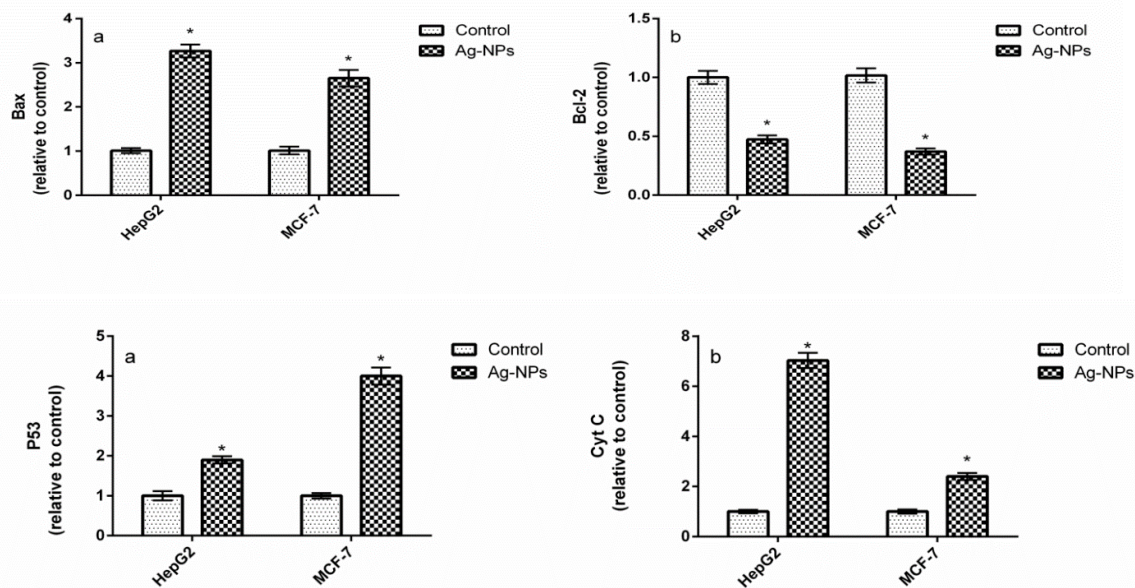 a
Bax
(relative to control)
4
3
2
1
0
*
*
HepG2
MCF-7
Control
Ag-NPs
b
Bcl-2
(relative to control)
1.5
1.0
0.5
0.0
*
*
HepG2
MCF-7
Control
Ag-NPs
a
P53
(relative to control)
5
4
3
2
1
0
*
*
HepG2
MCF-7
Control
Ag-NPs
b
Cyt C
(relative to control)
8
6
4
2
0
*
*
HepG2
MCF-7
Control
Ag-NPs